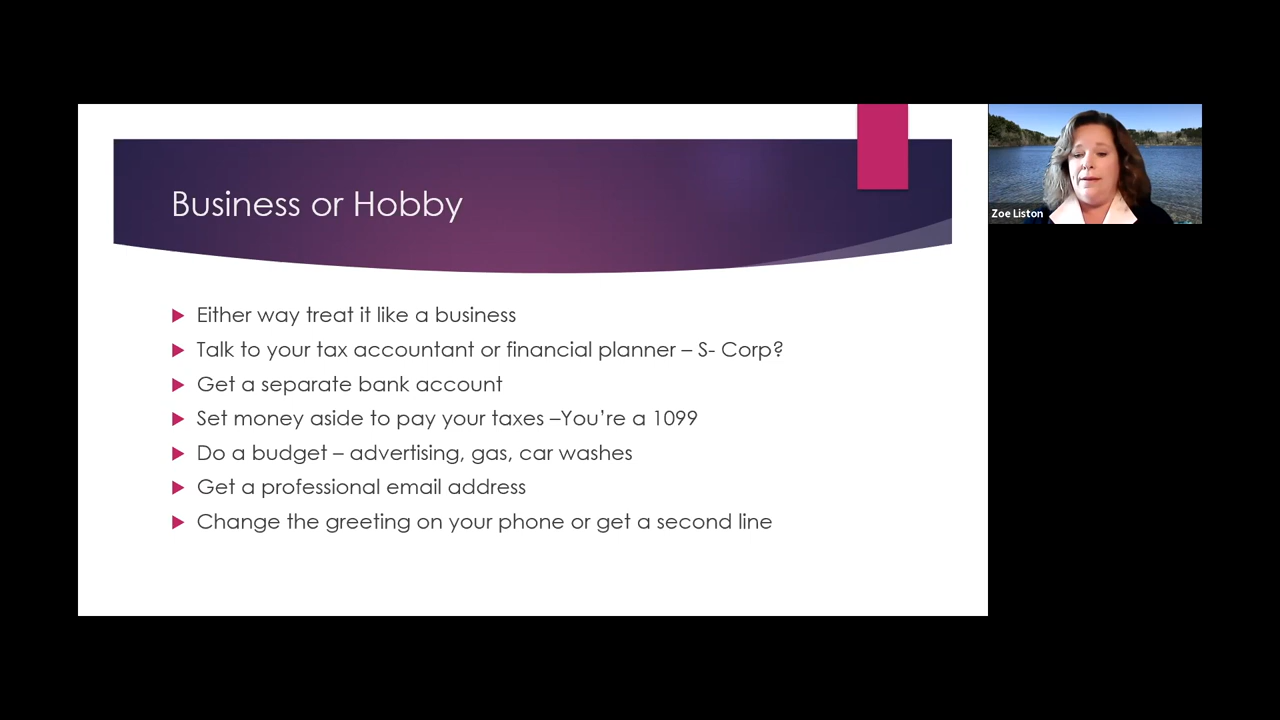 Business or Hobby
Either way treat it like a business
Talk to your tax accountant or financial planner – S- Corp?
Get a separate bank account
Set money aside to pay your taxes –You’re a 1099
Do a budget – advertising, gas, car washes
Get a professional email address
Change the greeting on your phone or get a second line
Zoe Liston